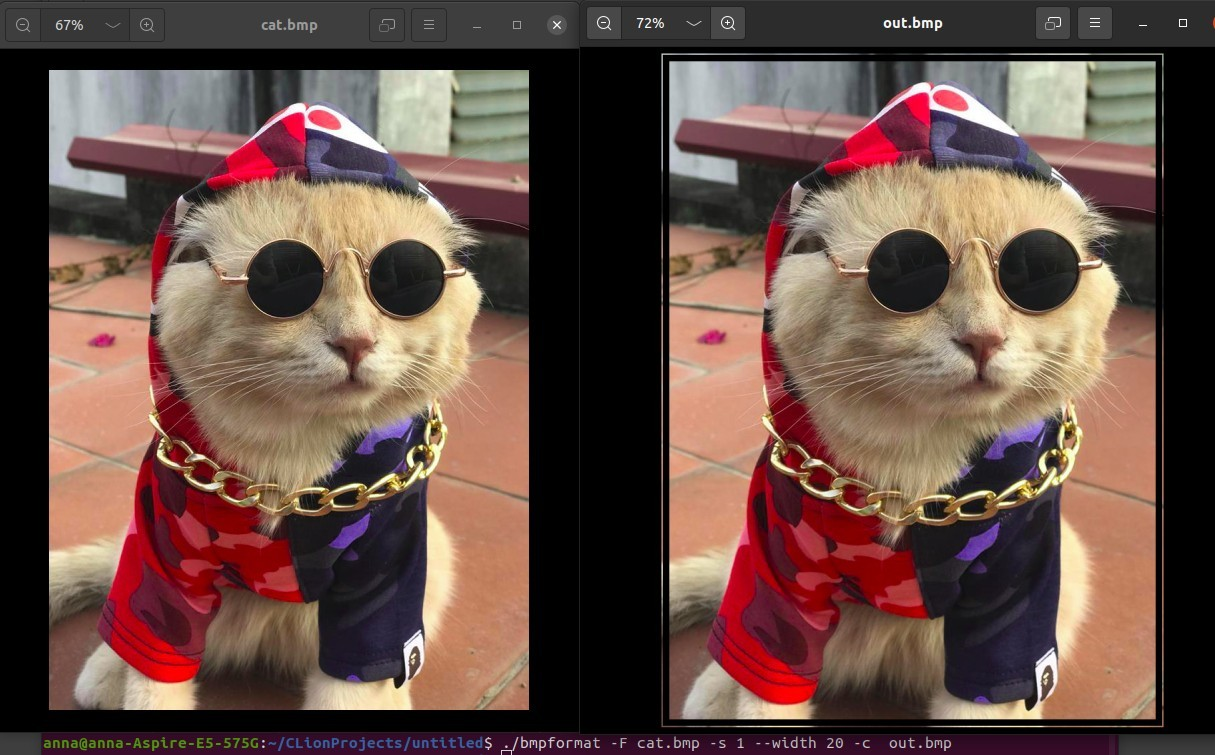 67%
cat.bmp
72%
out.bmp
anna@anna-Aspire-E5-575G:~/CLionProjects/untitled$ ./bmpformat -F cat.bmp -s 1 --width 20 -c  out.bmp